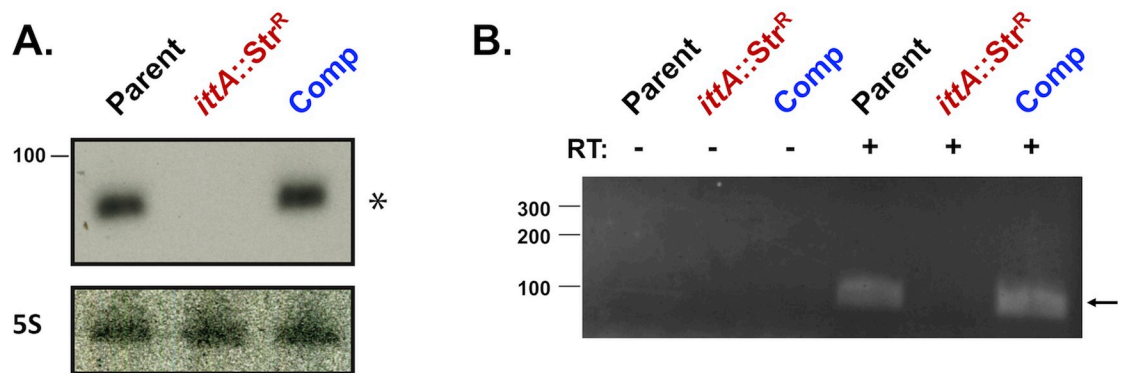 A.
Parent ittA::StrR Comp
100
*
5S
B.
Parent ittA::StrR Comp Parent ittA::StrR Comp
RT: - - - + + +
300
200
100